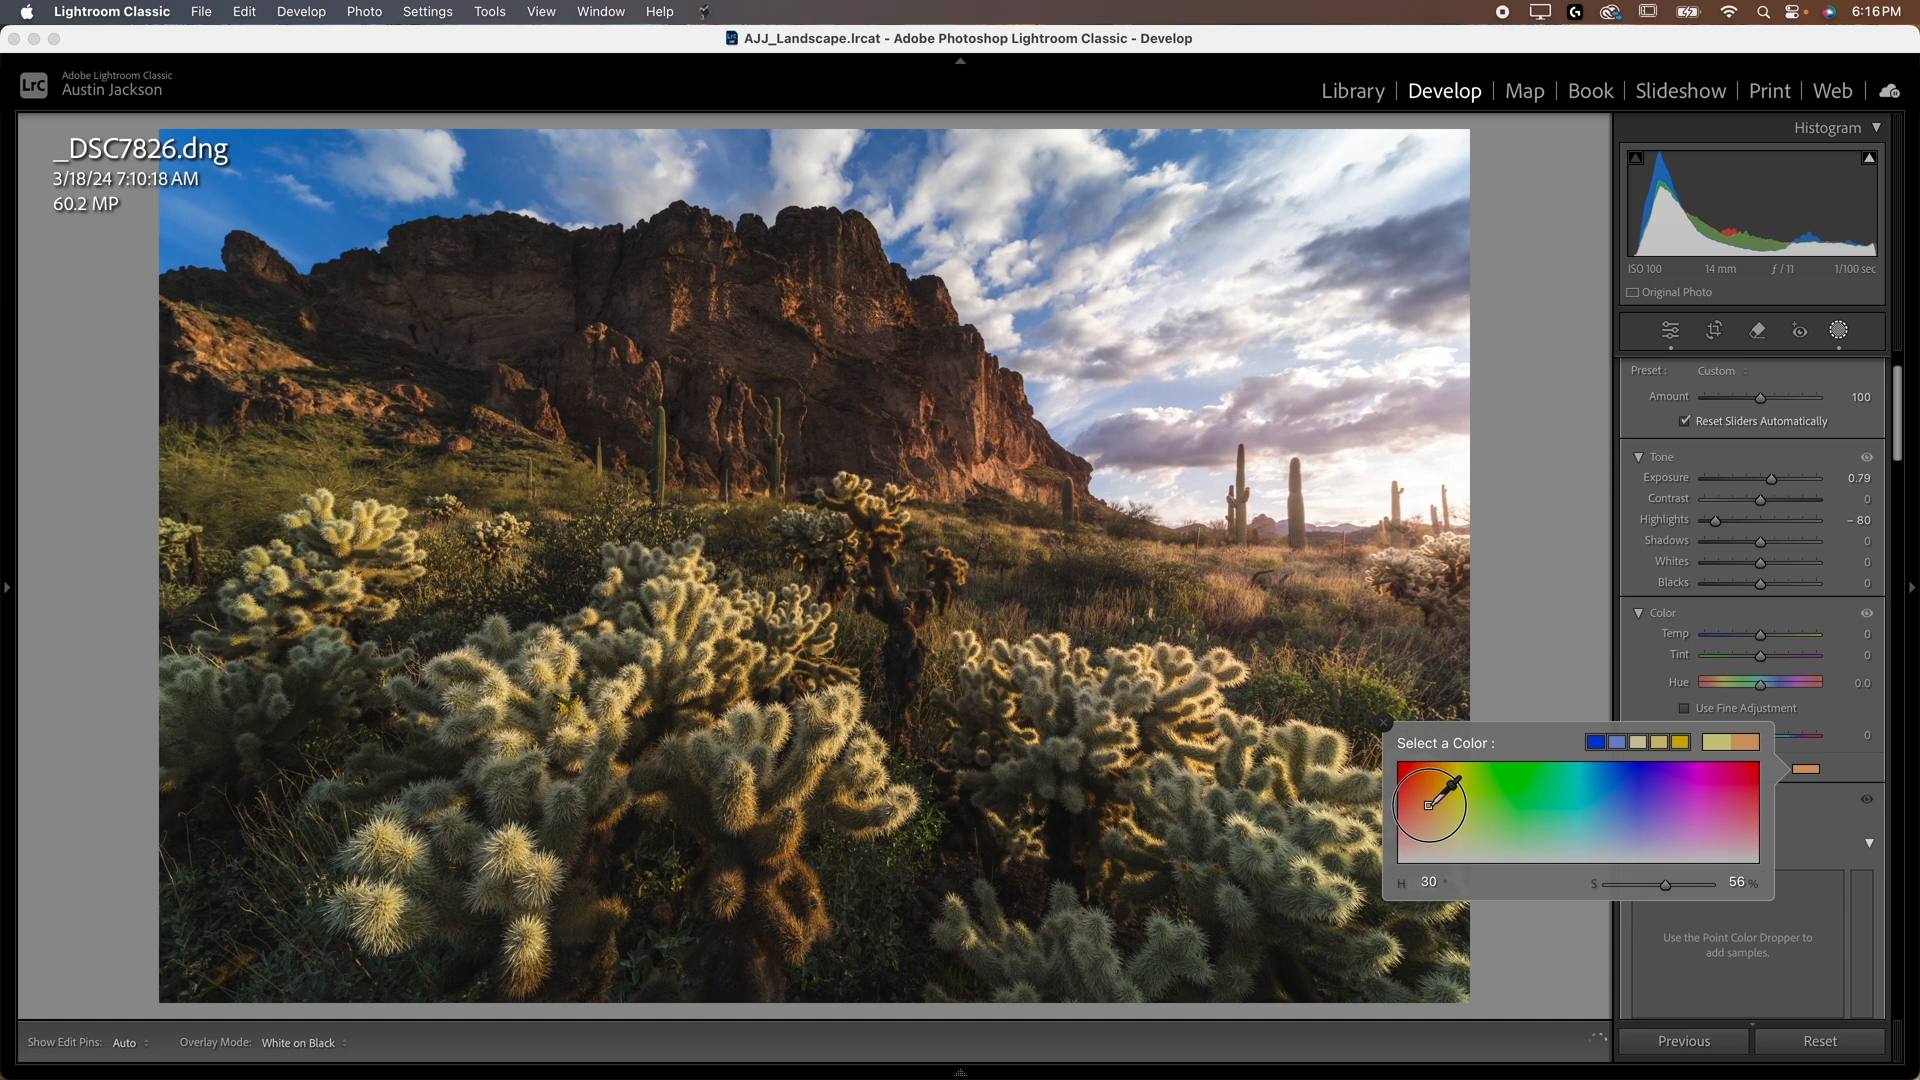 Lightroom Classic File Edit Develop Photo Settings Tools View Window Help 6:16 PM
AJJ_Landscape.lrcat - Adobe Photoshop Lightroom Classic - Develop
LrC
Adobe Lightroom Classic
Austin Jackson
Library Develop Map Book Slideshow Print Web
_DSC7826.dng
3/18/24 7:10:18 AM
60.2 MP
Histogram
ISO 100 14 mm ƒ / 11 1/100 sec
Original Photo
Preset : Custom
Amount 100
Reset Sliders Automatically
Tone
Exposure 0.79
Contrast 0
Highlights – 80
Shadows 0
Whites 0
Blacks 0
Color
Temp 0
Tint 0
Hue 0.0
Use Fine Adjustment
0
Select a Color :
H 30 ° S 56 %
Use the Point Color Dropper to
add samples.
Show Edit Pins: Auto Overlay Mode: White on Black
Previous Reset